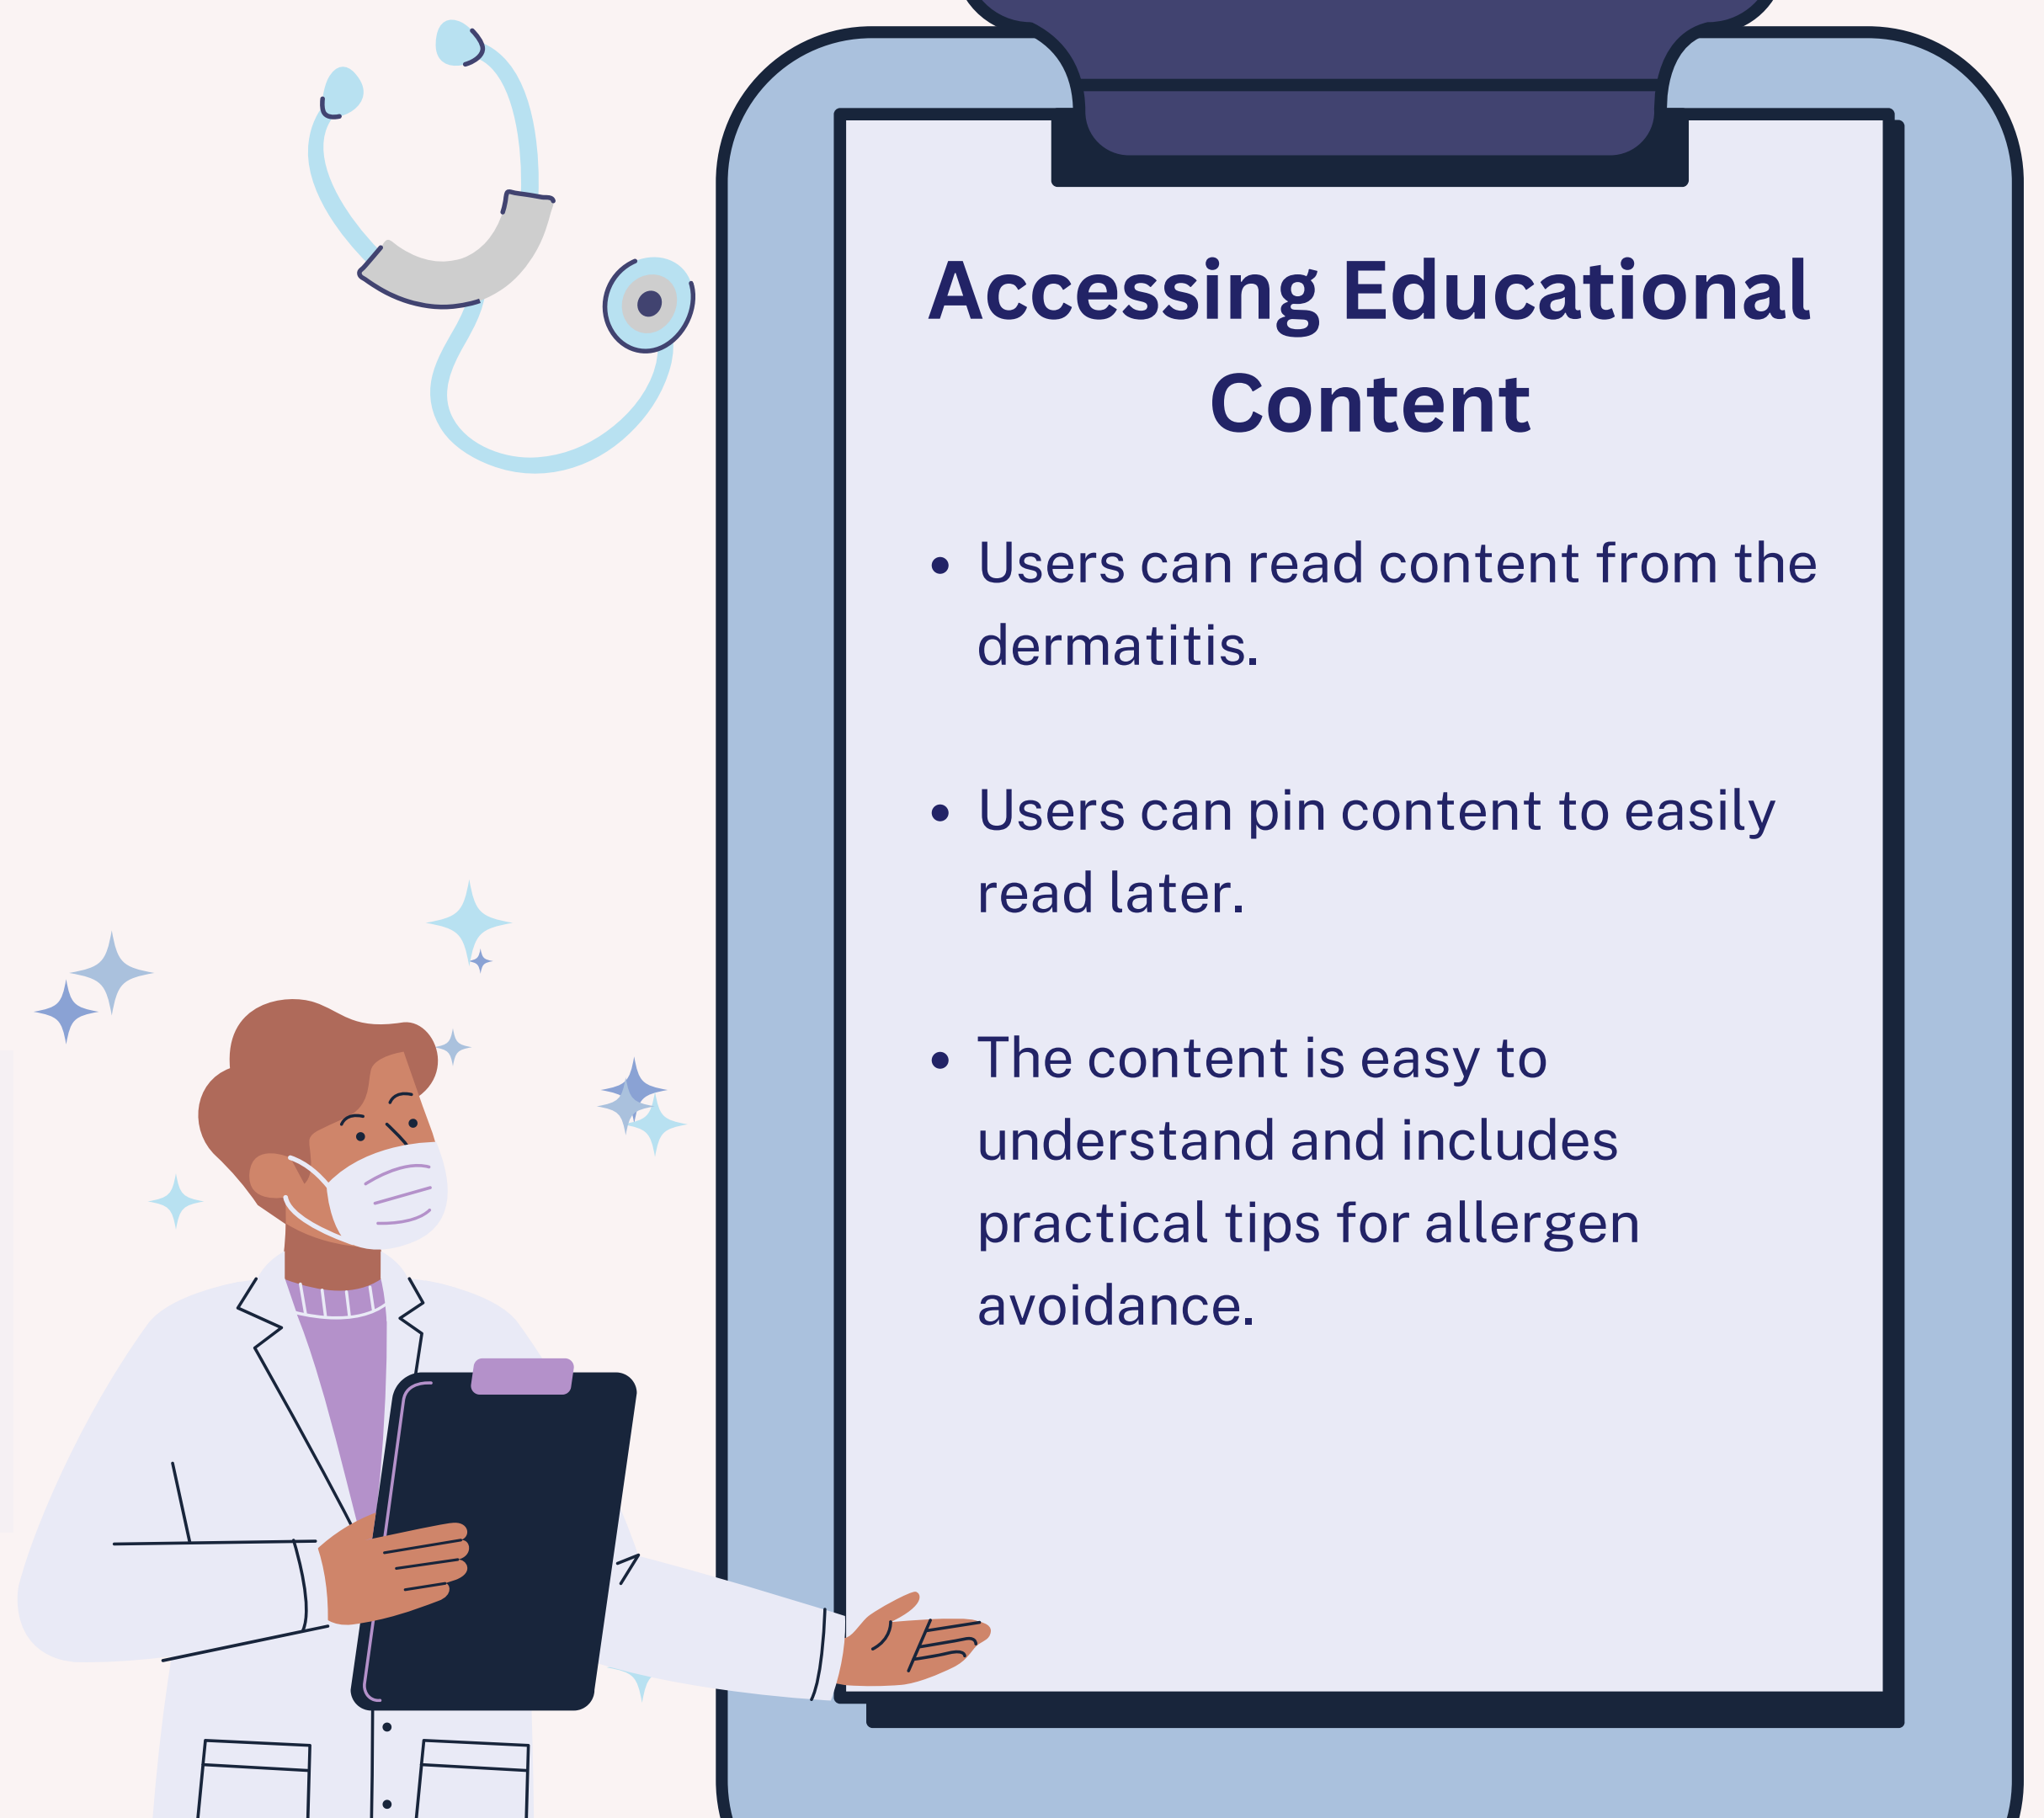 Accessing Educational
Content
• Users can read content from the
dermatitis.
• Users can pin content to easily
read later.
• The content is easy to
understand and includes
practical tips for allergen
avoidance.